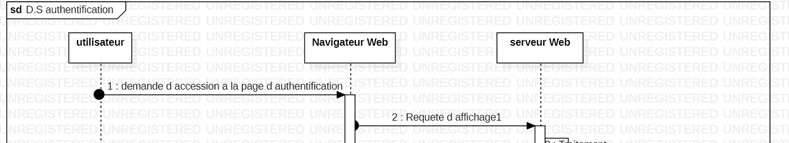 sd D.S authentification
utilisateur
Navigateur Web
serveur Web
1 : demande d accession a la page d authentification
2 : Requete d affichage1